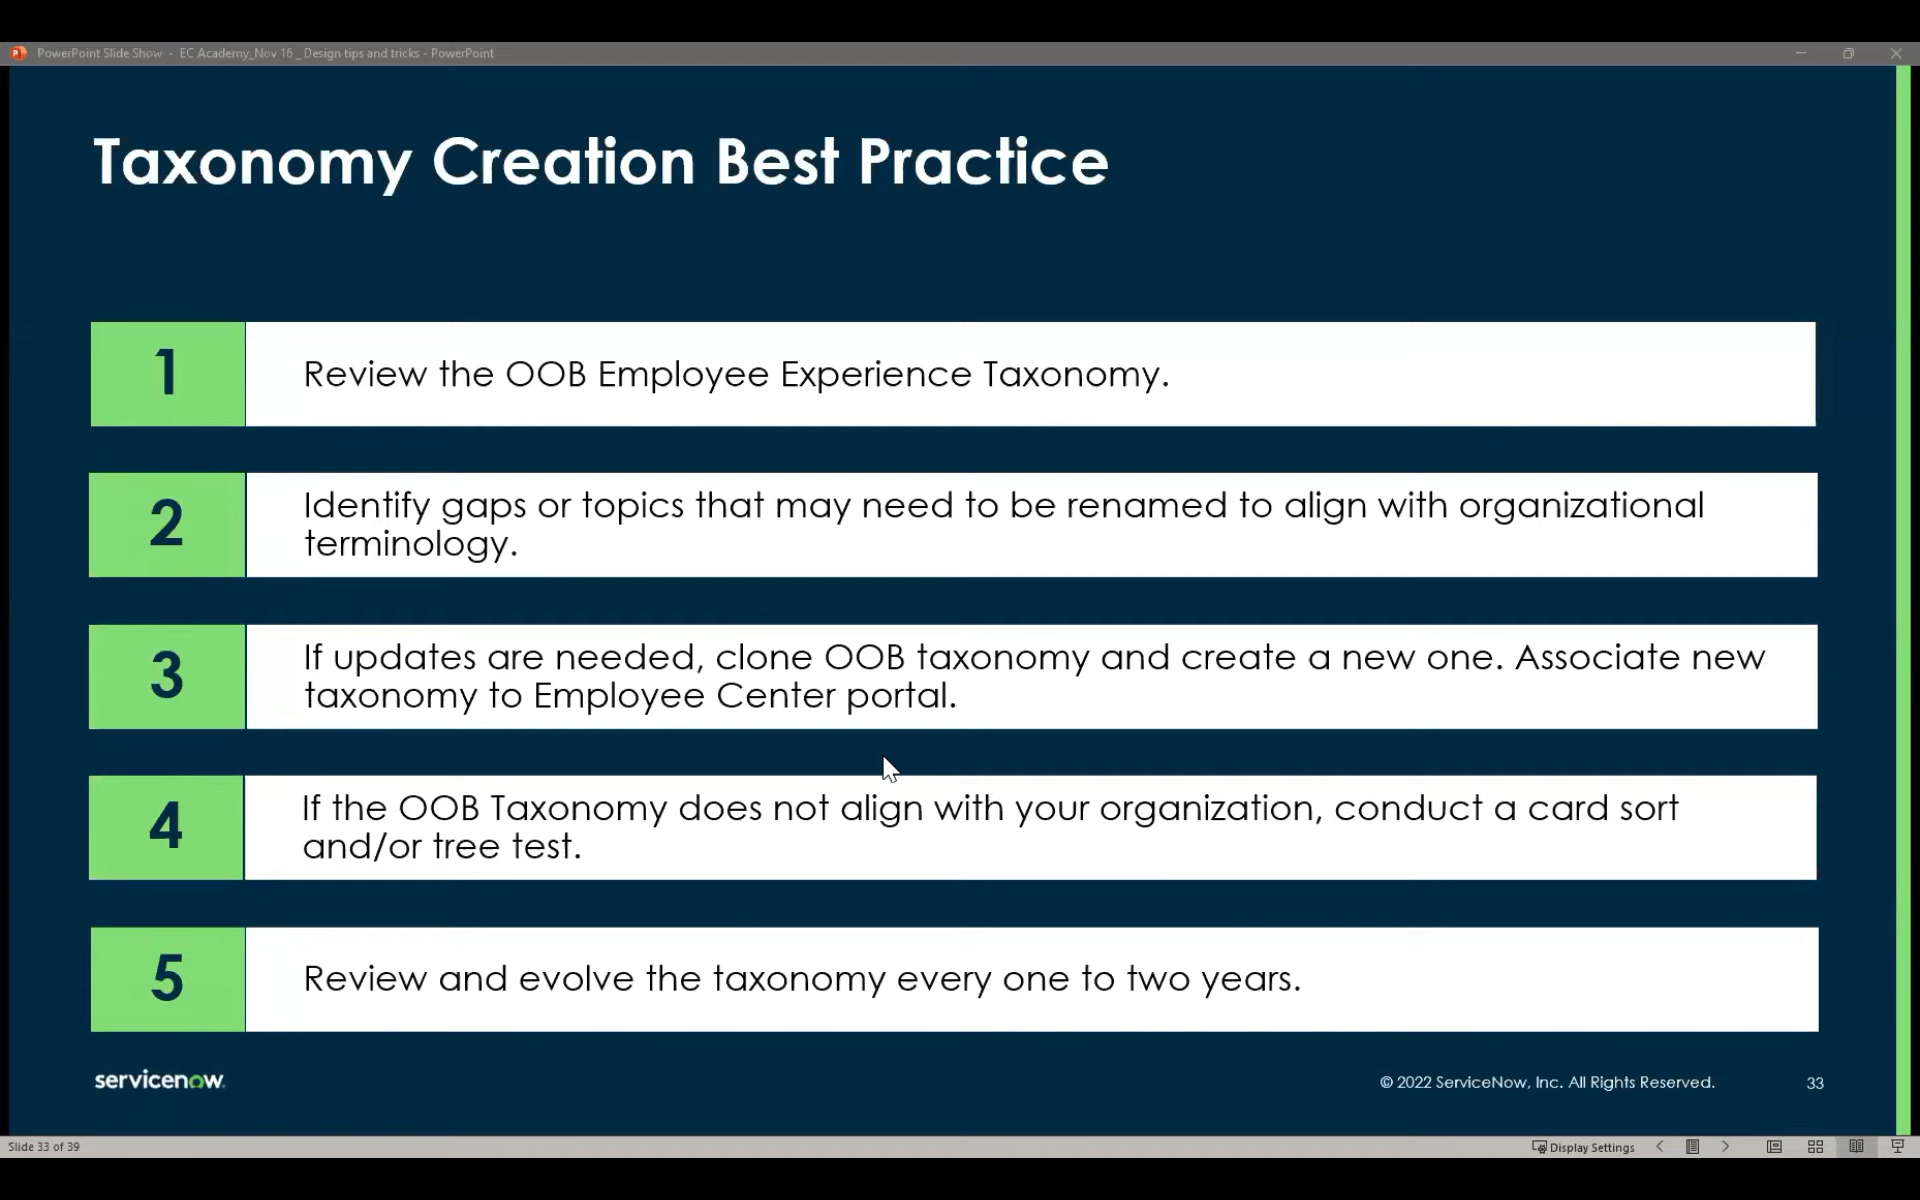 PowerPoint Slide Show - EC Academy_Nov 16 _ Design tips and tricks - PowerPoint
Taxonomy Creation Best Practice
1
Review the OOB Employee Experience Taxonomy.
2
Identify gaps or topics that may need to be renamed to align with organizational
terminology.
3
If updates are needed, clone OOB taxonomy and create a new one. Associate new
taxonomy to Employee Center portal.
4
If the OOB Taxonomy does not align with your organization, conduct a card sort
and/or tree test.
5
Review and evolve the taxonomy every one to two years.
servicenow.
© 2022 ServiceNow, Inc. All Rights Reserved.
33
Slide 33 of 39
Display Settings